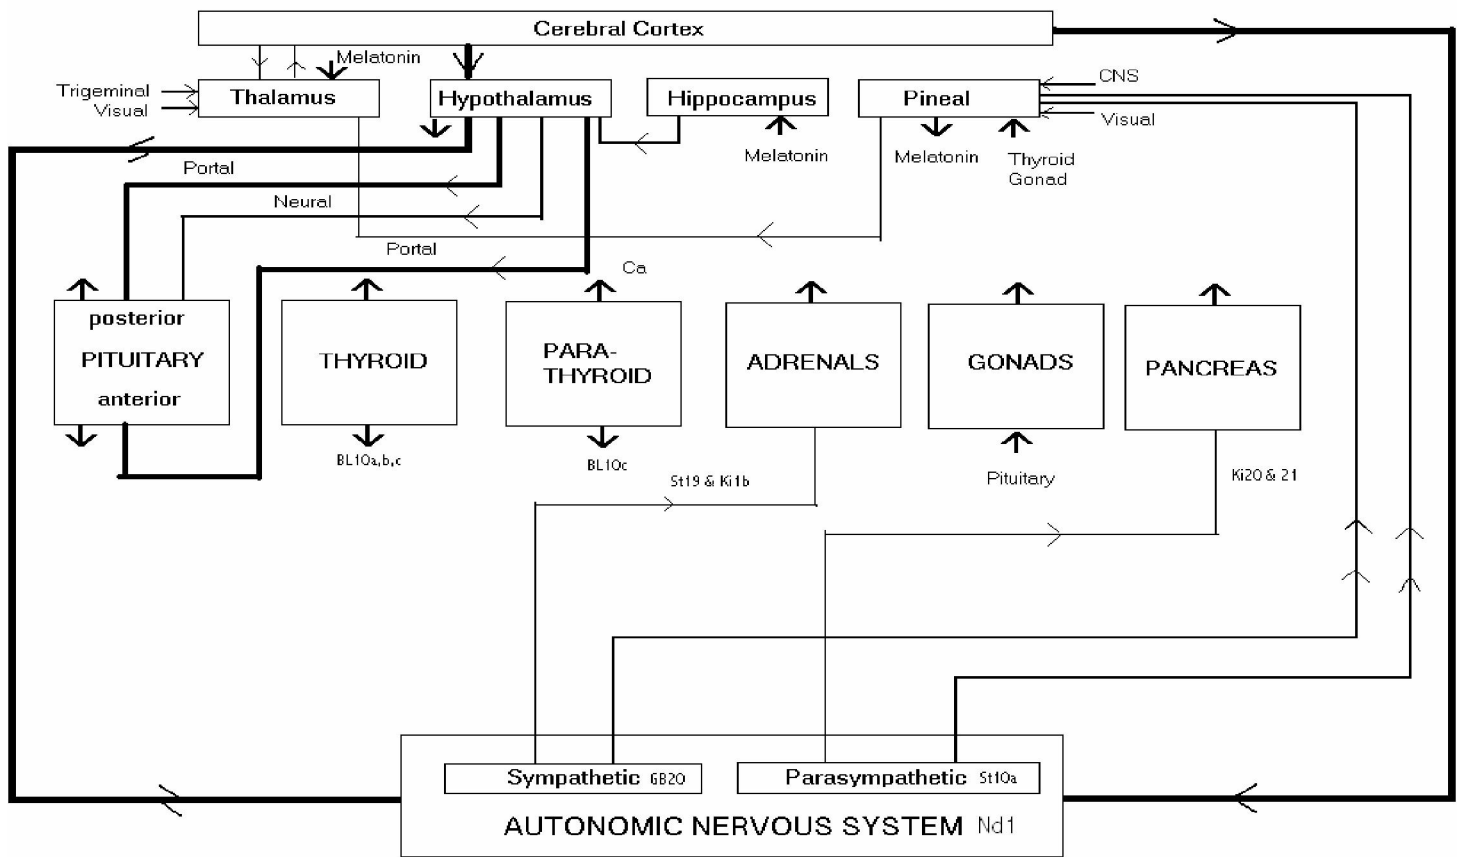 Cerebral Cortex
Melatonin
Trigeminal
Visual
Thalamus
Hypothalamus
Hippocampus
Pineal
CNS
Visual
Melatonin
Melatonin
Thyroid
Gonad
Portal
Neural
Portal
Ca
posterior
PITUITARY
anterior
THYROID
PARA-
THYROID
ADRENALS
GONADS
PANCREAS
BL10a,b,c
BL10c
St19 & Ki1b
Pituitary
Ki20 & 21
Sympathetic GB20
Parasympathetic St10a
AUTONOMIC NERVOUS SYSTEM Nd1